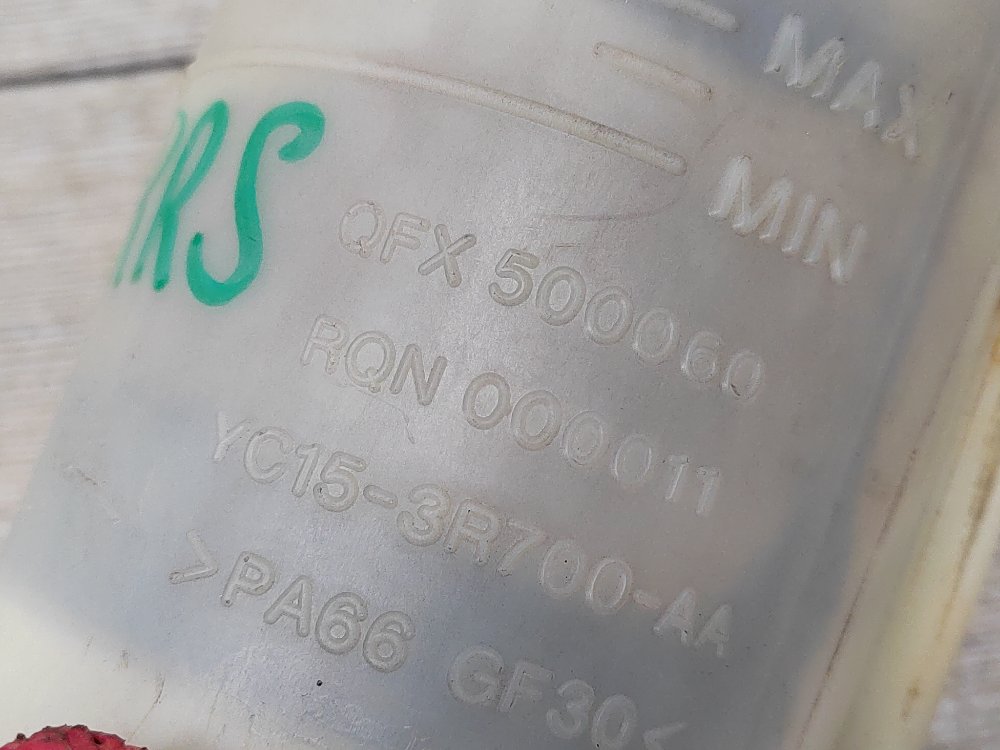 MAX
MIN
RS
QFX 500060
RQN 000011
YC15-3R700-AA
>PA66 GF30<